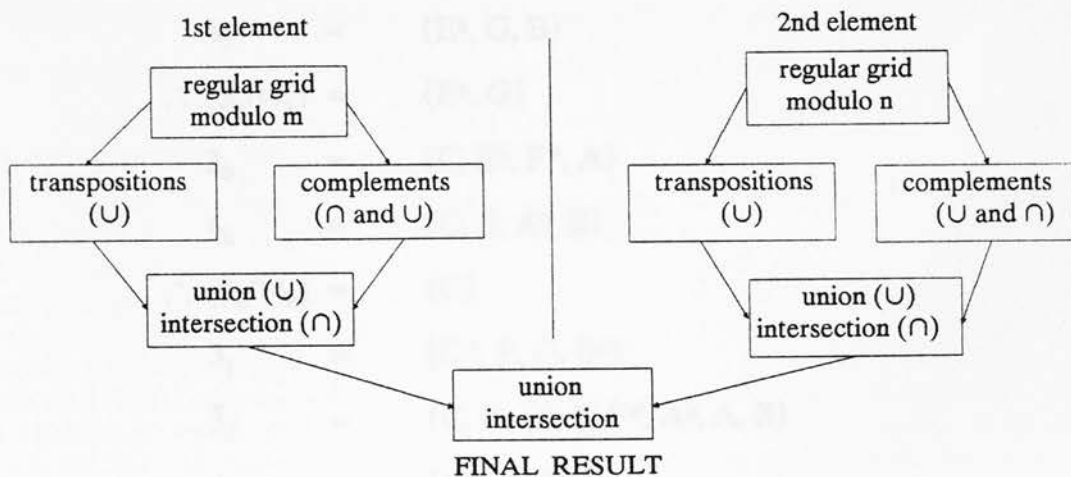 1st element
regular grid
modulo m
transpositions
(∪)
complements
(∩ and ∪)
union (∪)
intersection (∩)
2nd element
regular grid
modulo n
transpositions
(∪)
complements
(∪ and ∩)
union (∪)
intersection (∩)
union
intersection
FINAL RESULT